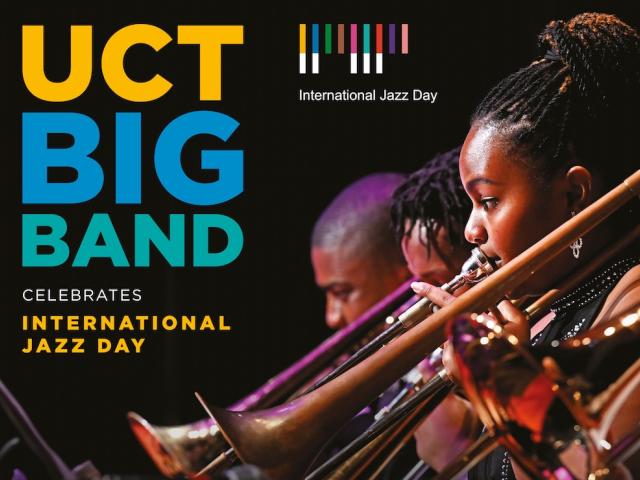 UCT
BIG
BAND
CELEBRATES
INTERNATIONAL
JAZZ DAY
International Jazz Day